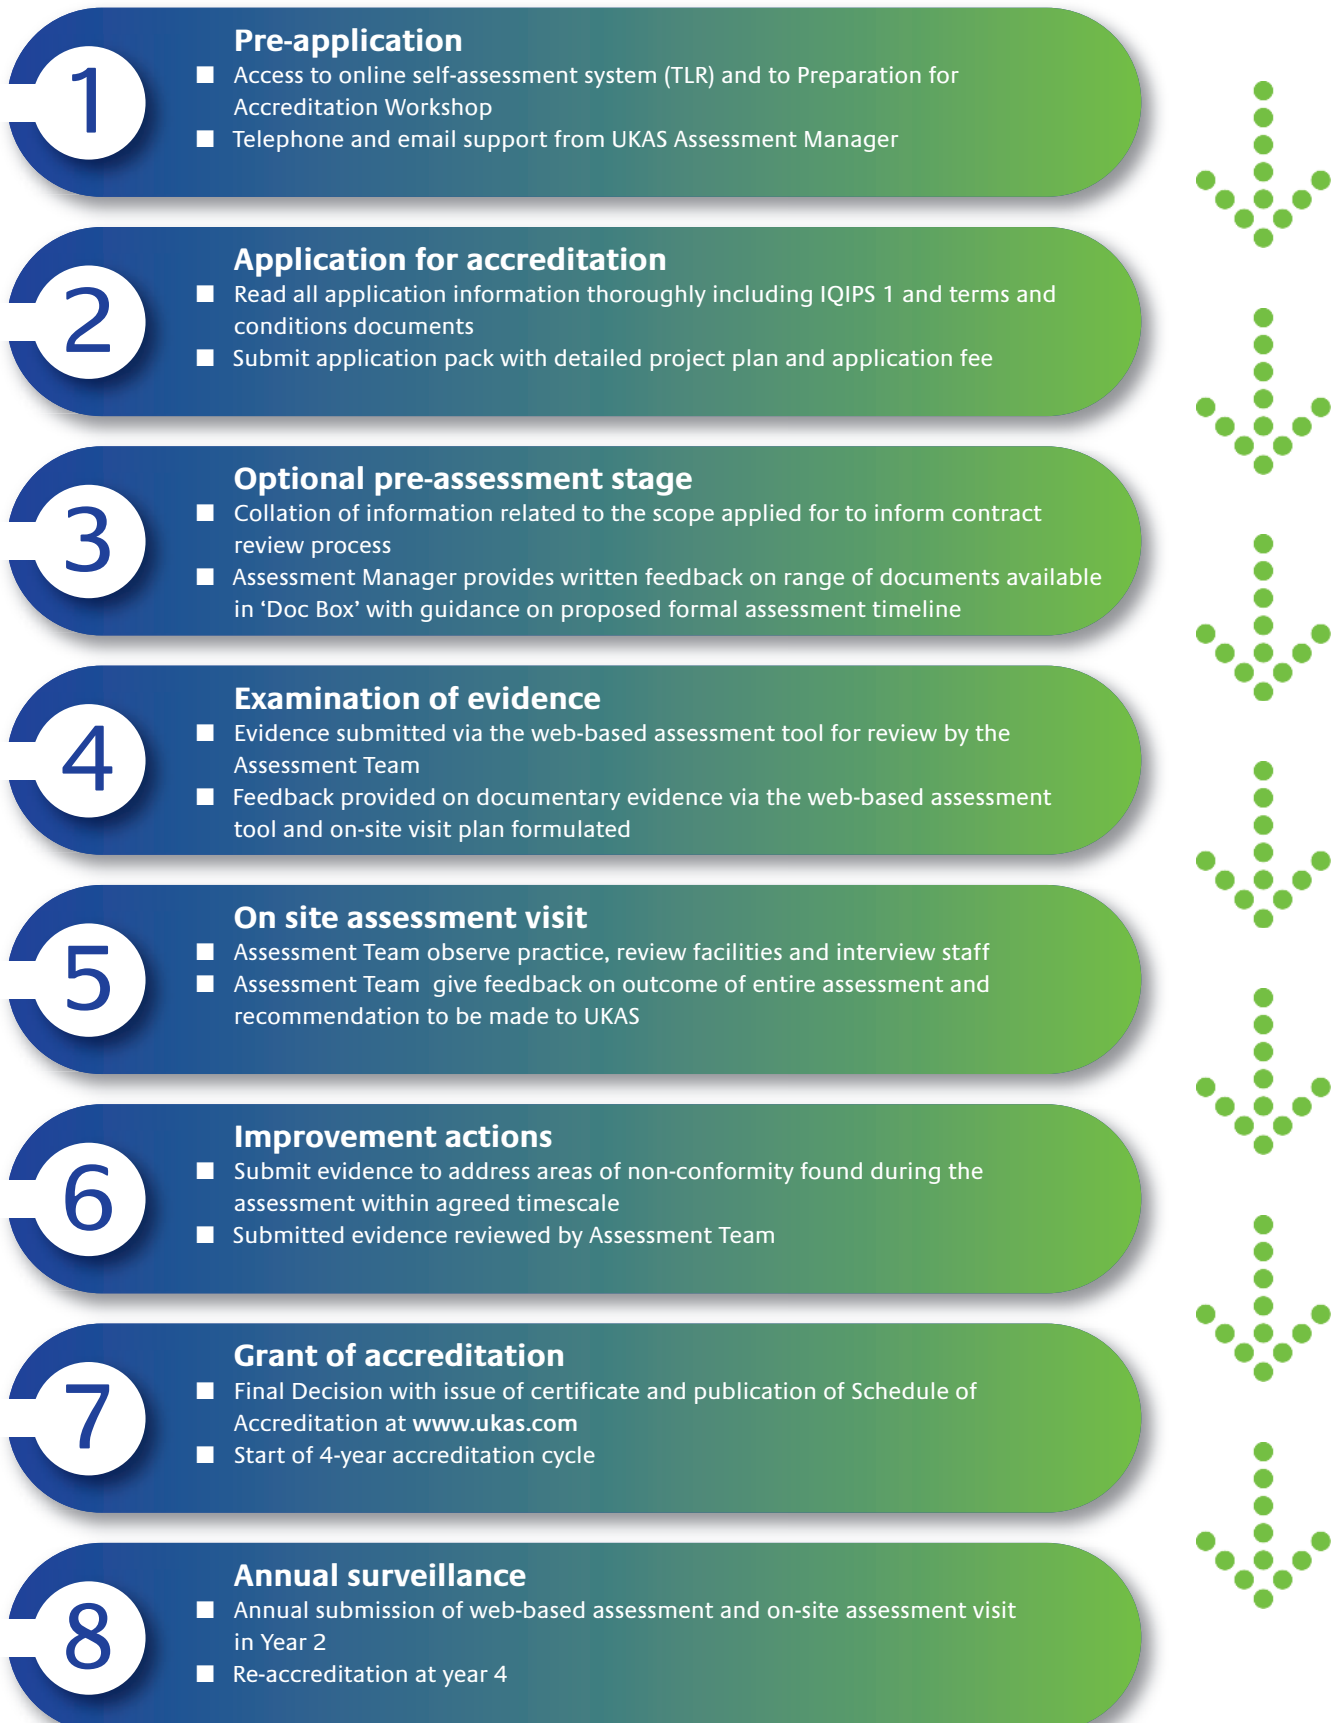 1
Pre-application
■ Access to online self-assessment system (TLR) and to Preparation for
Accreditation Workshop
■ Telephone and email support from UKAS Assessment Manager
2
Application for accreditation
■ Read all application information thoroughly including IQIPS 1 and terms and
conditions documents
■ Submit application pack with detailed project plan and application fee
3
Optional pre-assessment stage
■ Collation of information related to the scope applied for to inform contract
review process
■ Assessment Manager provides written feedback on range of documents available
in ‘Doc Box’ with guidance on proposed formal assessment timeline
4
Examination of evidence
■ Evidence submitted via the web-based assessment tool for review by the
Assessment Team
■ Feedback provided on documentary evidence via the web-based assessment
tool and on-site visit plan formulated
5
On site assessment visit
■ Assessment Team observe practice, review facilities and interview staff
■ Assessment Team give feedback on outcome of entire assessment and
recommendation to be made to UKAS
6
Improvement actions
■ Submit evidence to address areas of non-conformity found during the
assessment within agreed timescale
■ Submitted evidence reviewed by Assessment Team
7
Grant of accreditation
■ Final Decision with issue of certificate and publication of Schedule of
Accreditation at www.ukas.com
■ Start of 4-year accreditation cycle
8
Annual surveillance
■ Annual submission of web-based assessment and on-site assessment visit
in Year 2
■ Re-accreditation at year 4